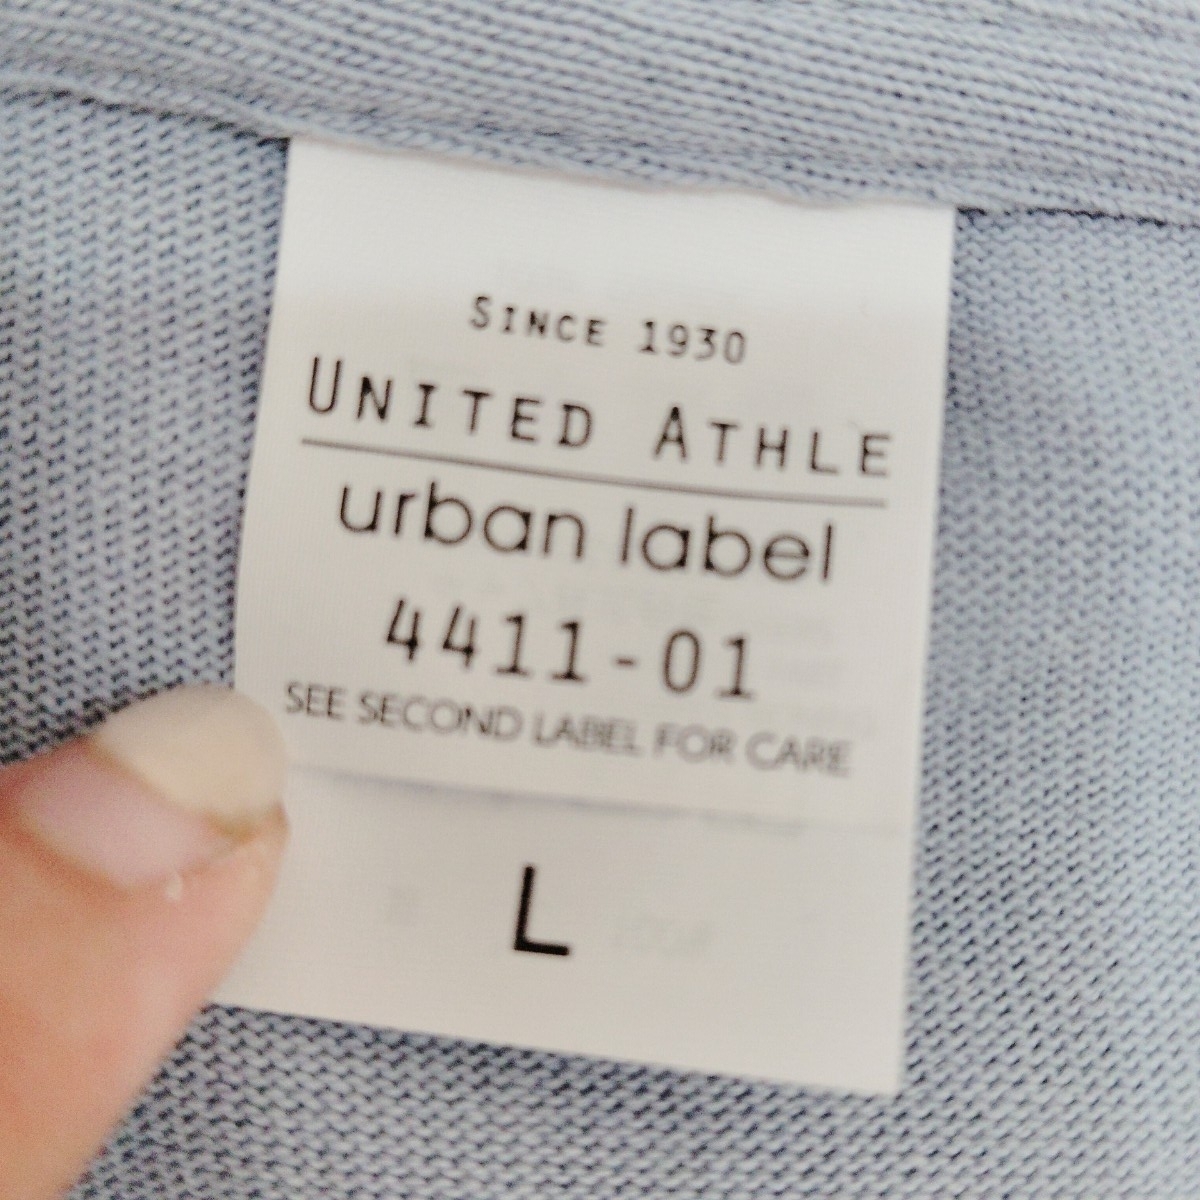 SINCE 1930
UNITED ATHLE
urban label
4411-01
SEE SECOND LABEL FOR CARE
L